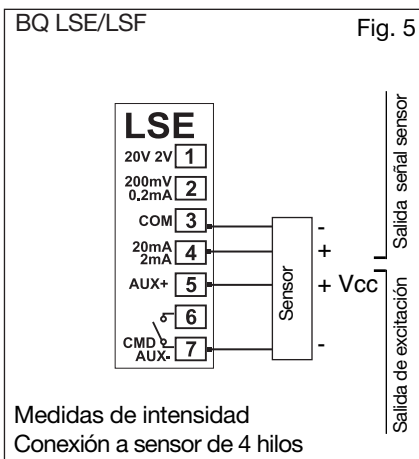 BQ LSE/LSF
Fig. 5
LSE
20V 2V 1
200mV
0.2mA 2
COM 3
20mA
2mA 4
AUX+ 5
6
CMD
AUX- 7
Sensor
-
+
+ Vcc
-
Salida señal sensor
Salida de excitación
Medidas de intensidad
Conexión a sensor de 4 hilos